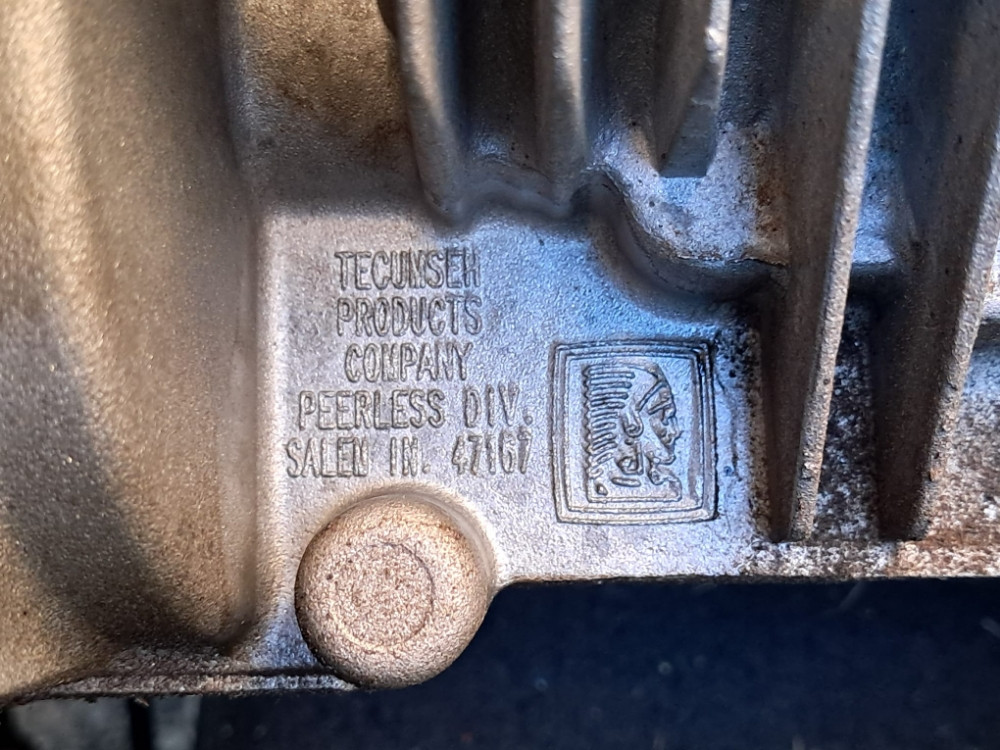 TECUMSEH
PRODUCTS
COMPANY
PEERLESS DIV.
SALEM IN. 47167